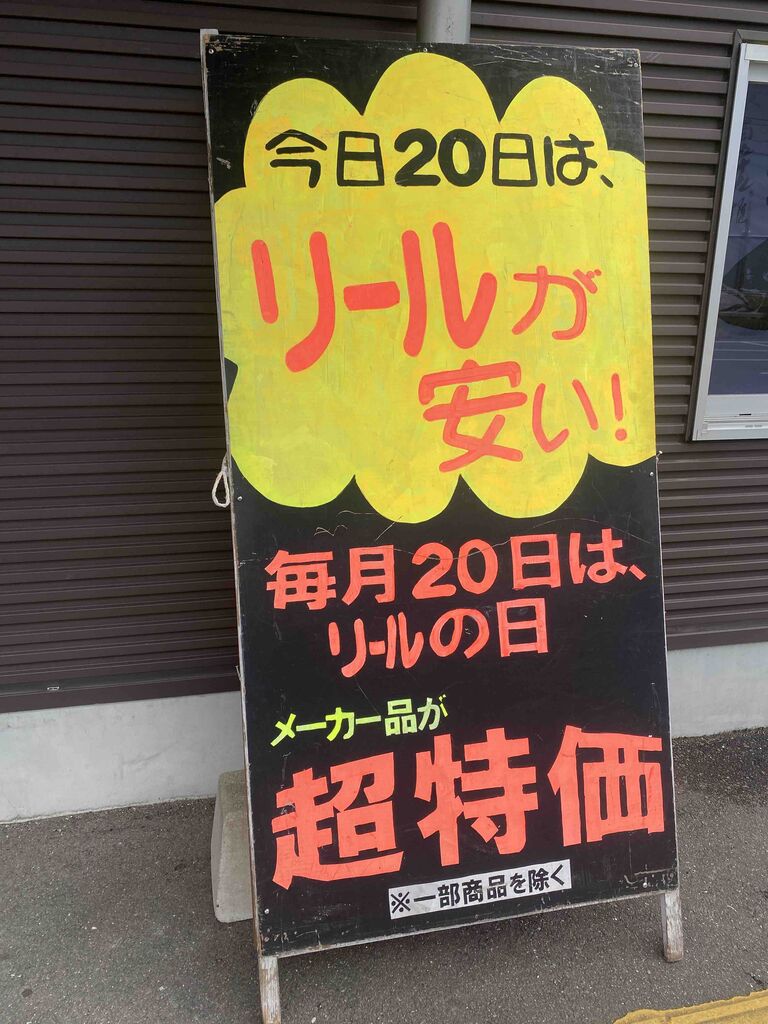 今日20日は、
リールが
安い!
毎月20日は、
リールの日
メーカー品が
超特価
※一部商品を除く